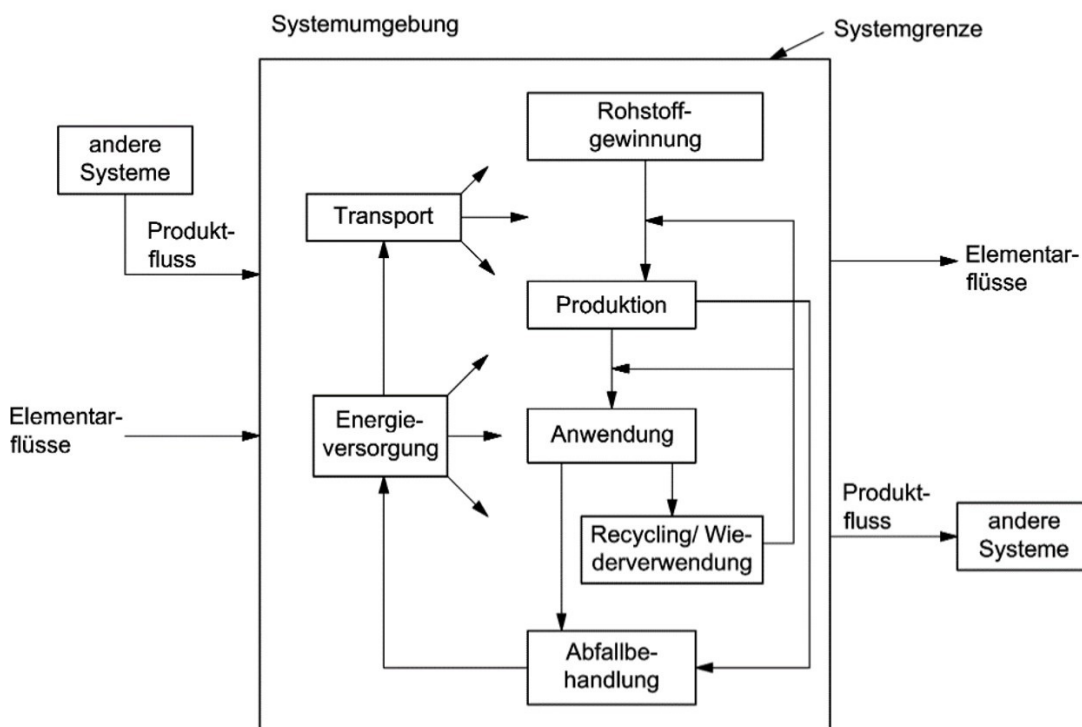 Systemumgebung
Systemgrenze
Rohstoff-
gewinnung
andere
Systeme
Transport
Produkt-
fluss
Elementar-
flüsse
Produktion
Elementar-
flüsse
Energie-
versorgung
Anwendung
Produkt-
fluss
andere
Systeme
Recycling/ Wie-
derverwendung
Abfallbe-
handlung